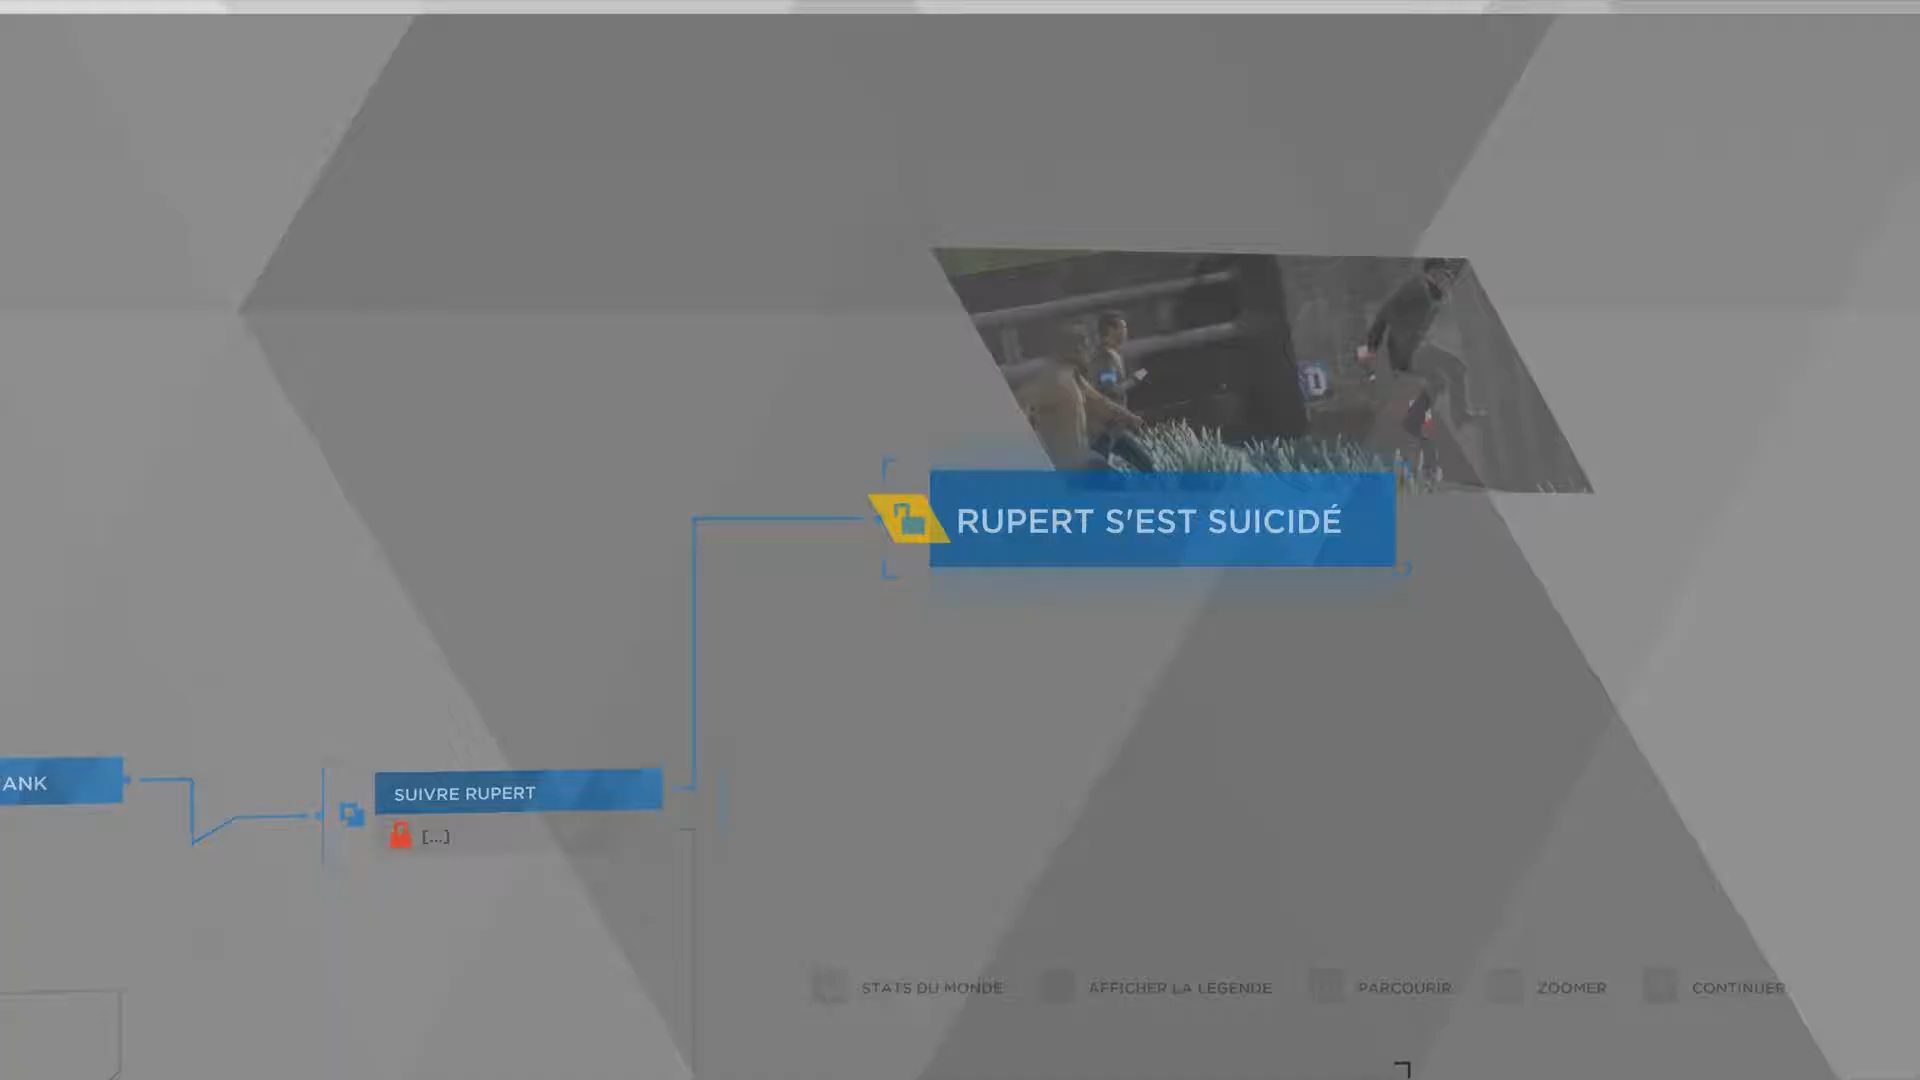 RUPERT S'EST SUICIDÉ
ANK
SUIVRE RUPERT
[...]
STATS DU MONDE
AFFICHER LA LEGENDE
PARCOURIR
ZOOMER
CONTINUER